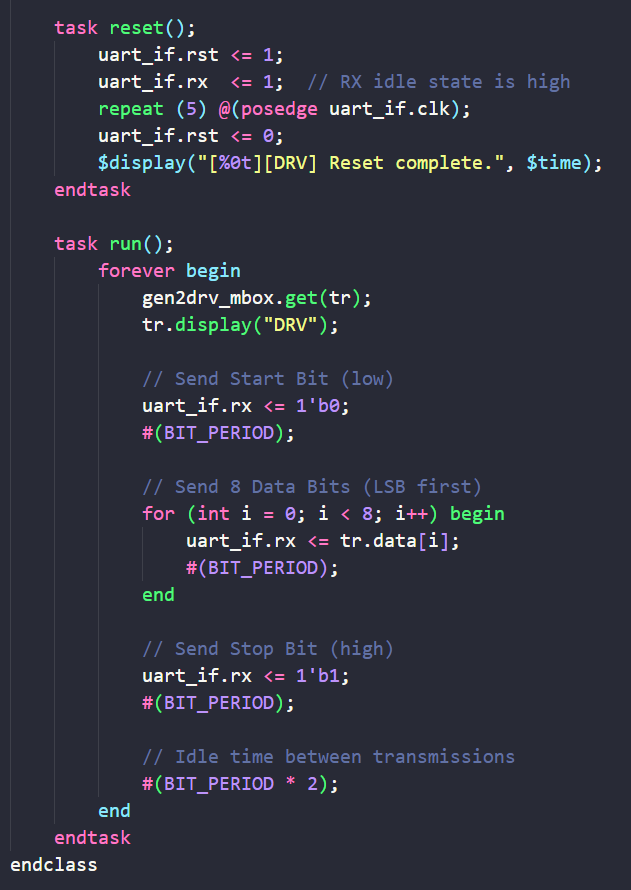 task reset();
uart_if.rst <= 1;
uart_if.rx  <= 1;  // RX idle state is high
repeat (5) @(posedge uart_if.clk);
uart_if.rst <= 0;
$display("[%0t][DRV] Reset complete.", $time);
endtask
task run();
forever begin
gen2drv_mbox.get(tr);
tr.display("DRV");
// Send Start Bit (low)
uart_if.rx <= 1'b0;
#(BIT_PERIOD);
// Send 8 Data Bits (LSB first)
for (int i = 0; i < 8; i++) begin
uart_if.rx <= tr.data[i];
#(BIT_PERIOD);
end
// Send Stop Bit (high)
uart_if.rx <= 1'b1;
#(BIT_PERIOD);
// Idle time between transmissions
#(BIT_PERIOD * 2);
end
endtask
endclass